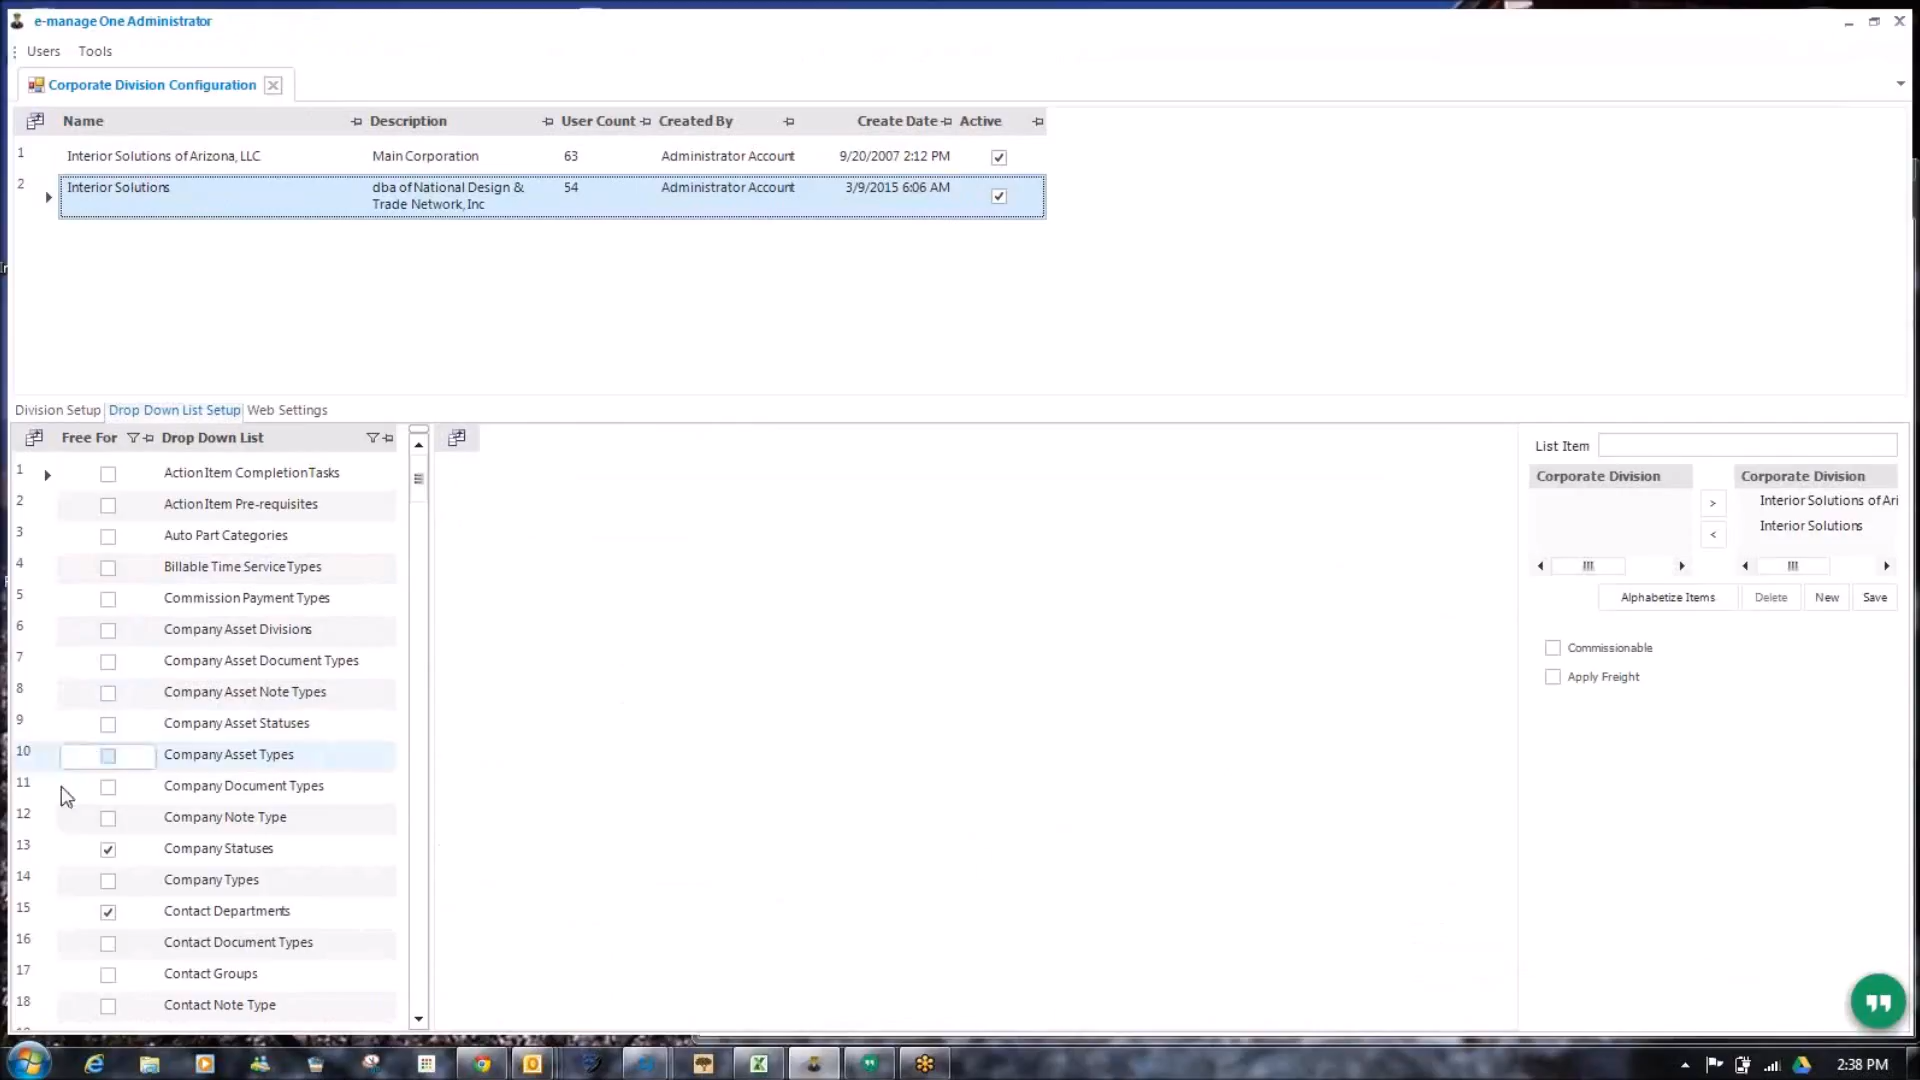 e-manage One Administrator
Users Tools
Corporate Division Configuration
Name Description User Count Created By Create Date Active
1 Interior Solutions of Arizona, LLC Main Corporation 63 Administrator Account 9/20/2007 2:12 PM
2 Interior Solutions dba of National Design & 54 Administrator Account 3/9/2015 6:06 AM
Trade Network, Inc
Division Setup Drop Down List Setup Web Settings
Free For Drop Down List
1 Action Item Completion Tasks
2 Action Item Pre-requisites
3 Auto Part Categories
4 Billable Time Service Types
5 Commission Payment Types
6 Company Asset Divisions
7 Company Asset Document Types
8 Company Asset Note Types
9 Company Asset Statuses
10 Company Asset Types
11 Company Document Types
12 Company Note Type
13 Company Statuses
14 Company Types
15 Contact Departments
16 Contact Document Types
17 Contact Groups
18 Contact Note Type
List Item
Corporate Division Corporate Division
> Interior Solutions of Ari
< Interior Solutions
Alphabetize Items Delete New Save
Commissionable
Apply Freight
2:38 PM